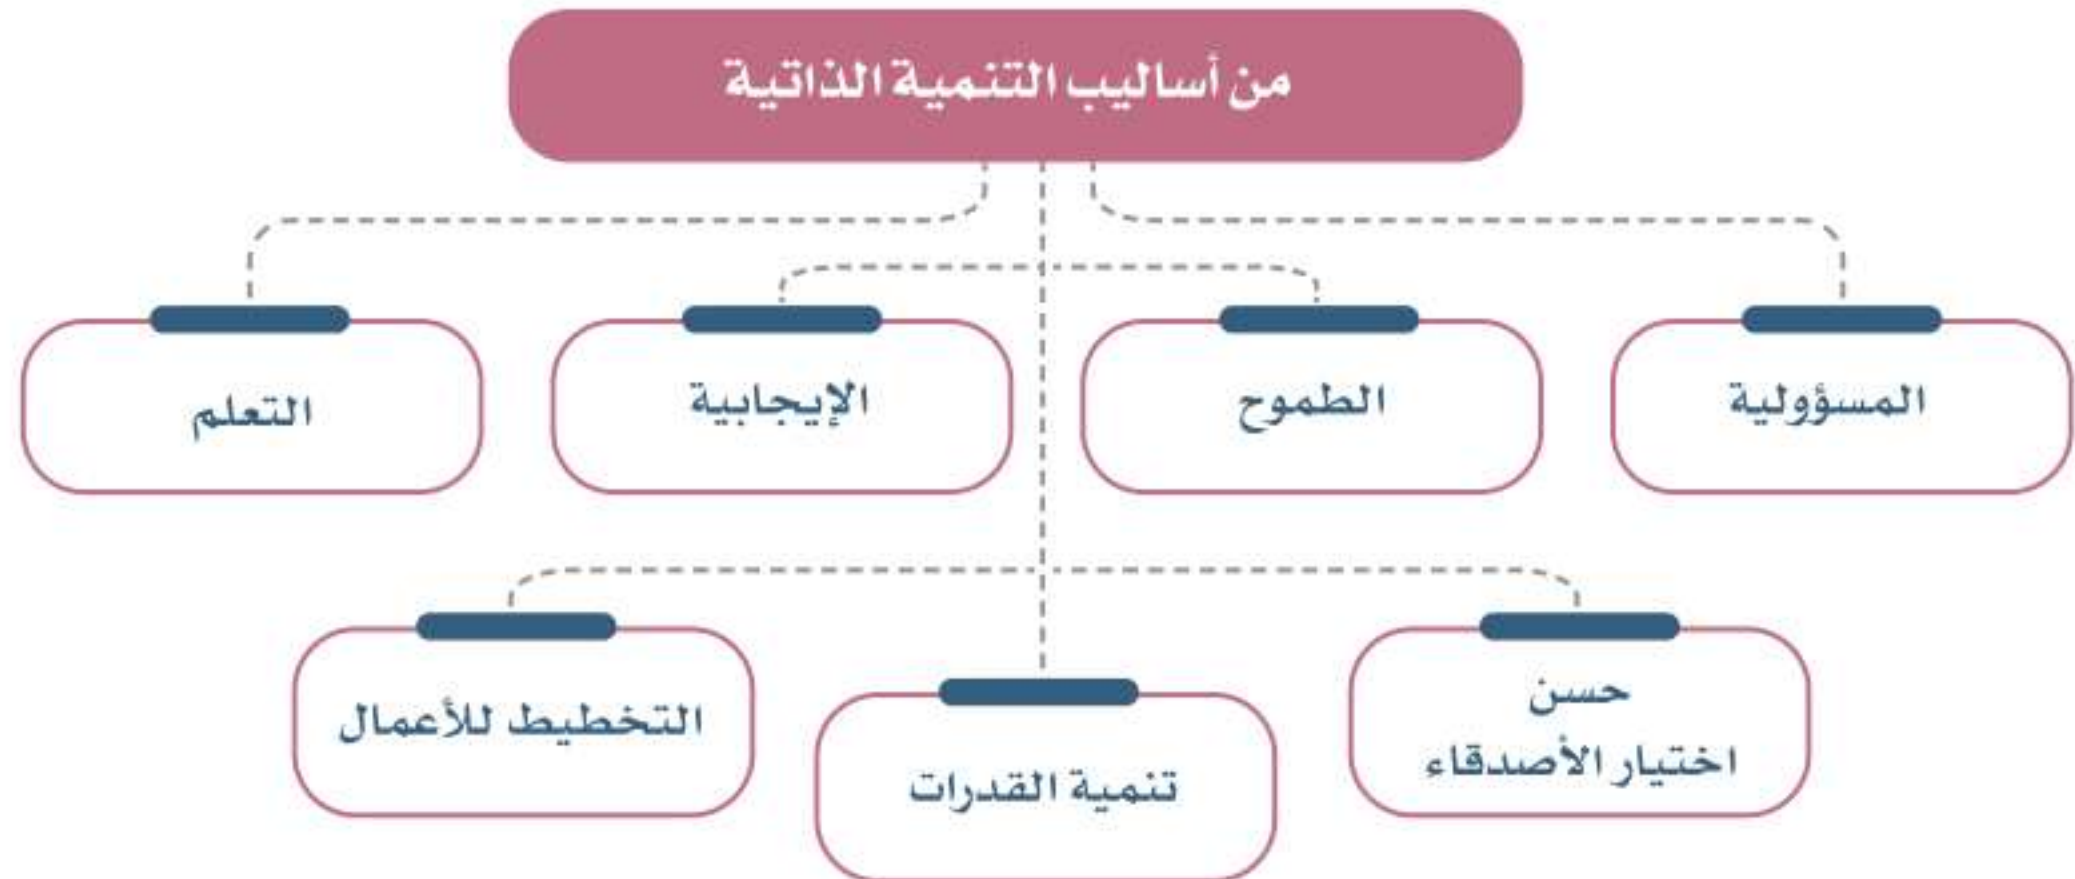 من أساليب التنمية الذاتية
المسؤولية
الطموح
الإيجابية
التعلم
حسن
اختيار الأصدقاء
تنمية القدرات
التخطيط للأعمال